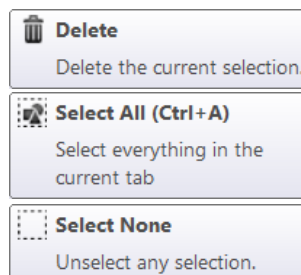 Delete
Delete the current selection.
Select All (Ctrl+A)
Select everything in the
current tab
Select None
Unselect any selection.